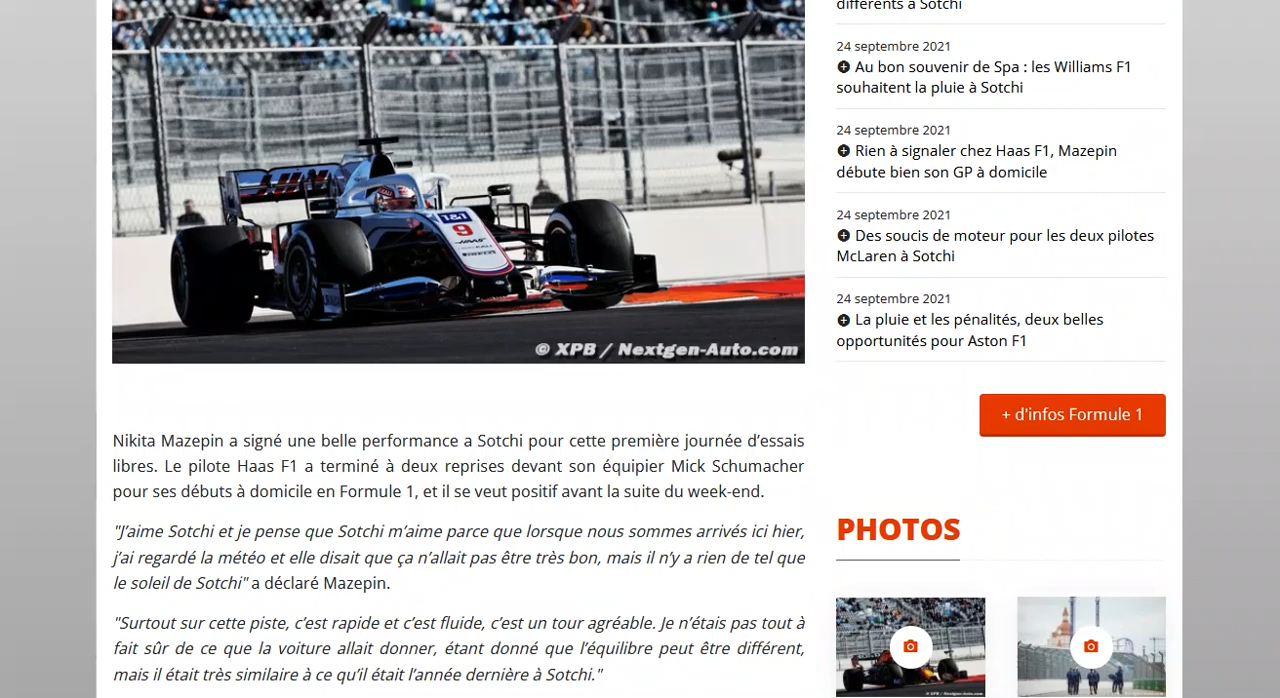 différents à Sotchi
24 septembre 2021
Au bon souvenir de Spa : les Williams F1
souhaitent la pluie à Sotchi
24 septembre 2021
Rien à signaler chez Haas F1, Mazepin
débute bien son GP à domicile
24 septembre 2021
Des soucis de moteur pour les deux pilotes
McLaren à Sotchi
24 septembre 2021
La pluie et les pénalités, deux belles
opportunités pour Aston F1
+ d'infos Formule 1
PHOTOS
1&1
9
HAAS
PIRELLI
© XPB / Nextgen-Auto.com
Nikita Mazepin a signé une belle performance a Sotchi pour cette première journée d’essais
libres. Le pilote Haas F1 a terminé à deux reprises devant son équipier Mick Schumacher
pour ses débuts à domicile en Formule 1, et il se veut positif avant la suite du week-end.
"J’aime Sotchi et je pense que Sotchi m’aime parce que lorsque nous sommes arrivés ici hier,
j’ai regardé la météo et elle disait que ça n’allait pas être très bon, mais il n’y a rien de tel que
le soleil de Sotchi" a déclaré Mazepin.
"Surtout sur cette piste, c’est rapide et c’est fluide, c’est un tour agréable. Je n’étais pas tout à
fait sûr de ce que la voiture allait donner, étant donné que l’équilibre peut être différent,
mais il était très similaire à ce qu’il était l’année dernière à Sotchi."